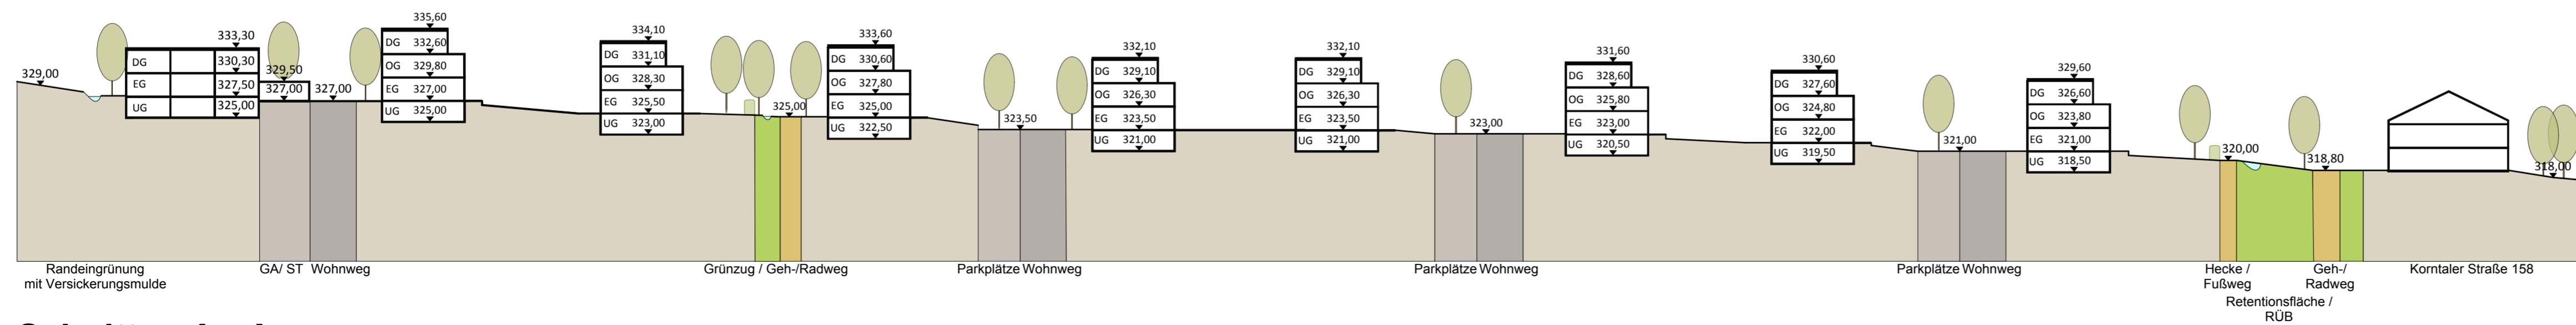 329,00
333,30
DG 330,30
EG 327,50
UG 325,00
329,50
327,00
327,00
335,60
DG 332,60
OG 329,80
EG 327,00
UG 325,00
334,10
DG 331,10
OG 328,30
EG 325,50
UG 323,00
325,00
333,60
DG 330,60
OG 327,80
EG 325,00
UG 322,50
323,50
332,10
DG 329,10
OG 326,30
EG 323,50
UG 321,00
332,10
DG 329,10
OG 326,30
EG 323,50
UG 321,00
323,00
331,60
DG 328,60
OG 325,80
EG 323,00
UG 320,50
330,60
DG 327,60
OG 324,80
EG 322,00
UG 319,50
321,00
329,60
DG 326,60
OG 323,80
EG 321,00
UG 318,50
320,00
318,80
318,00
Randeingrünung
mit Versickerungsmulde
GA/ ST Wohnweg
Grünzug / Geh-/Radweg
Parkplätze Wohnweg
Parkplätze Wohnweg
Parkplätze Wohnweg
Hecke /
Fußweg
Geh-/
Radweg
Retentionsfläche /
RÜB
Korntaler Straße 158